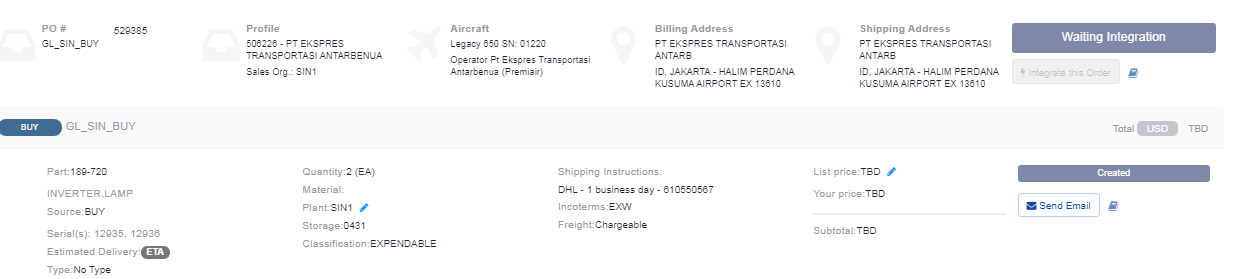 PO # 529385
GL_SIN_BUY
Profile
506226 - PT EKSPRES
TRANSPORTASI ANTARBENUA
Sales Org.: SIN1
Aircraft
Legacy 650 SN: 01220
Operator Pt Ekspres Transportasi
Antarbenua (Premiair)
Billing Address
PT EKSPRES TRANSPORTASI
ANTARB
ID, JAKARTA - HALIM PERDANA
KUSUMA AIRPORT EX 13610
Shipping Address
PT EKSPRES TRANSPORTASI
ANTARB
ID, JAKARTA - HALIM PERDANA
KUSUMA AIRPORT EX 13610
Waiting Integration
Integrate this Order
BUY GL_SIN_BUY
Total USD TBD
Part:189-720
INVERTER,LAMP
Source:BUY
Serial(s): 12935, 12936
Estimated Delivery: ETA
Type:No Type
Quantity:2 (EA)
Material:
Plant:SIN1
Storage:0431
Classification:EXPENDABLE
Shipping Instructions:
DHL - 1 business day - 610550567
Incoterms:EXW
Freight:Chargeable
List price:TBD
Your price:TBD
Subtotal:TBD
Created
Send Email